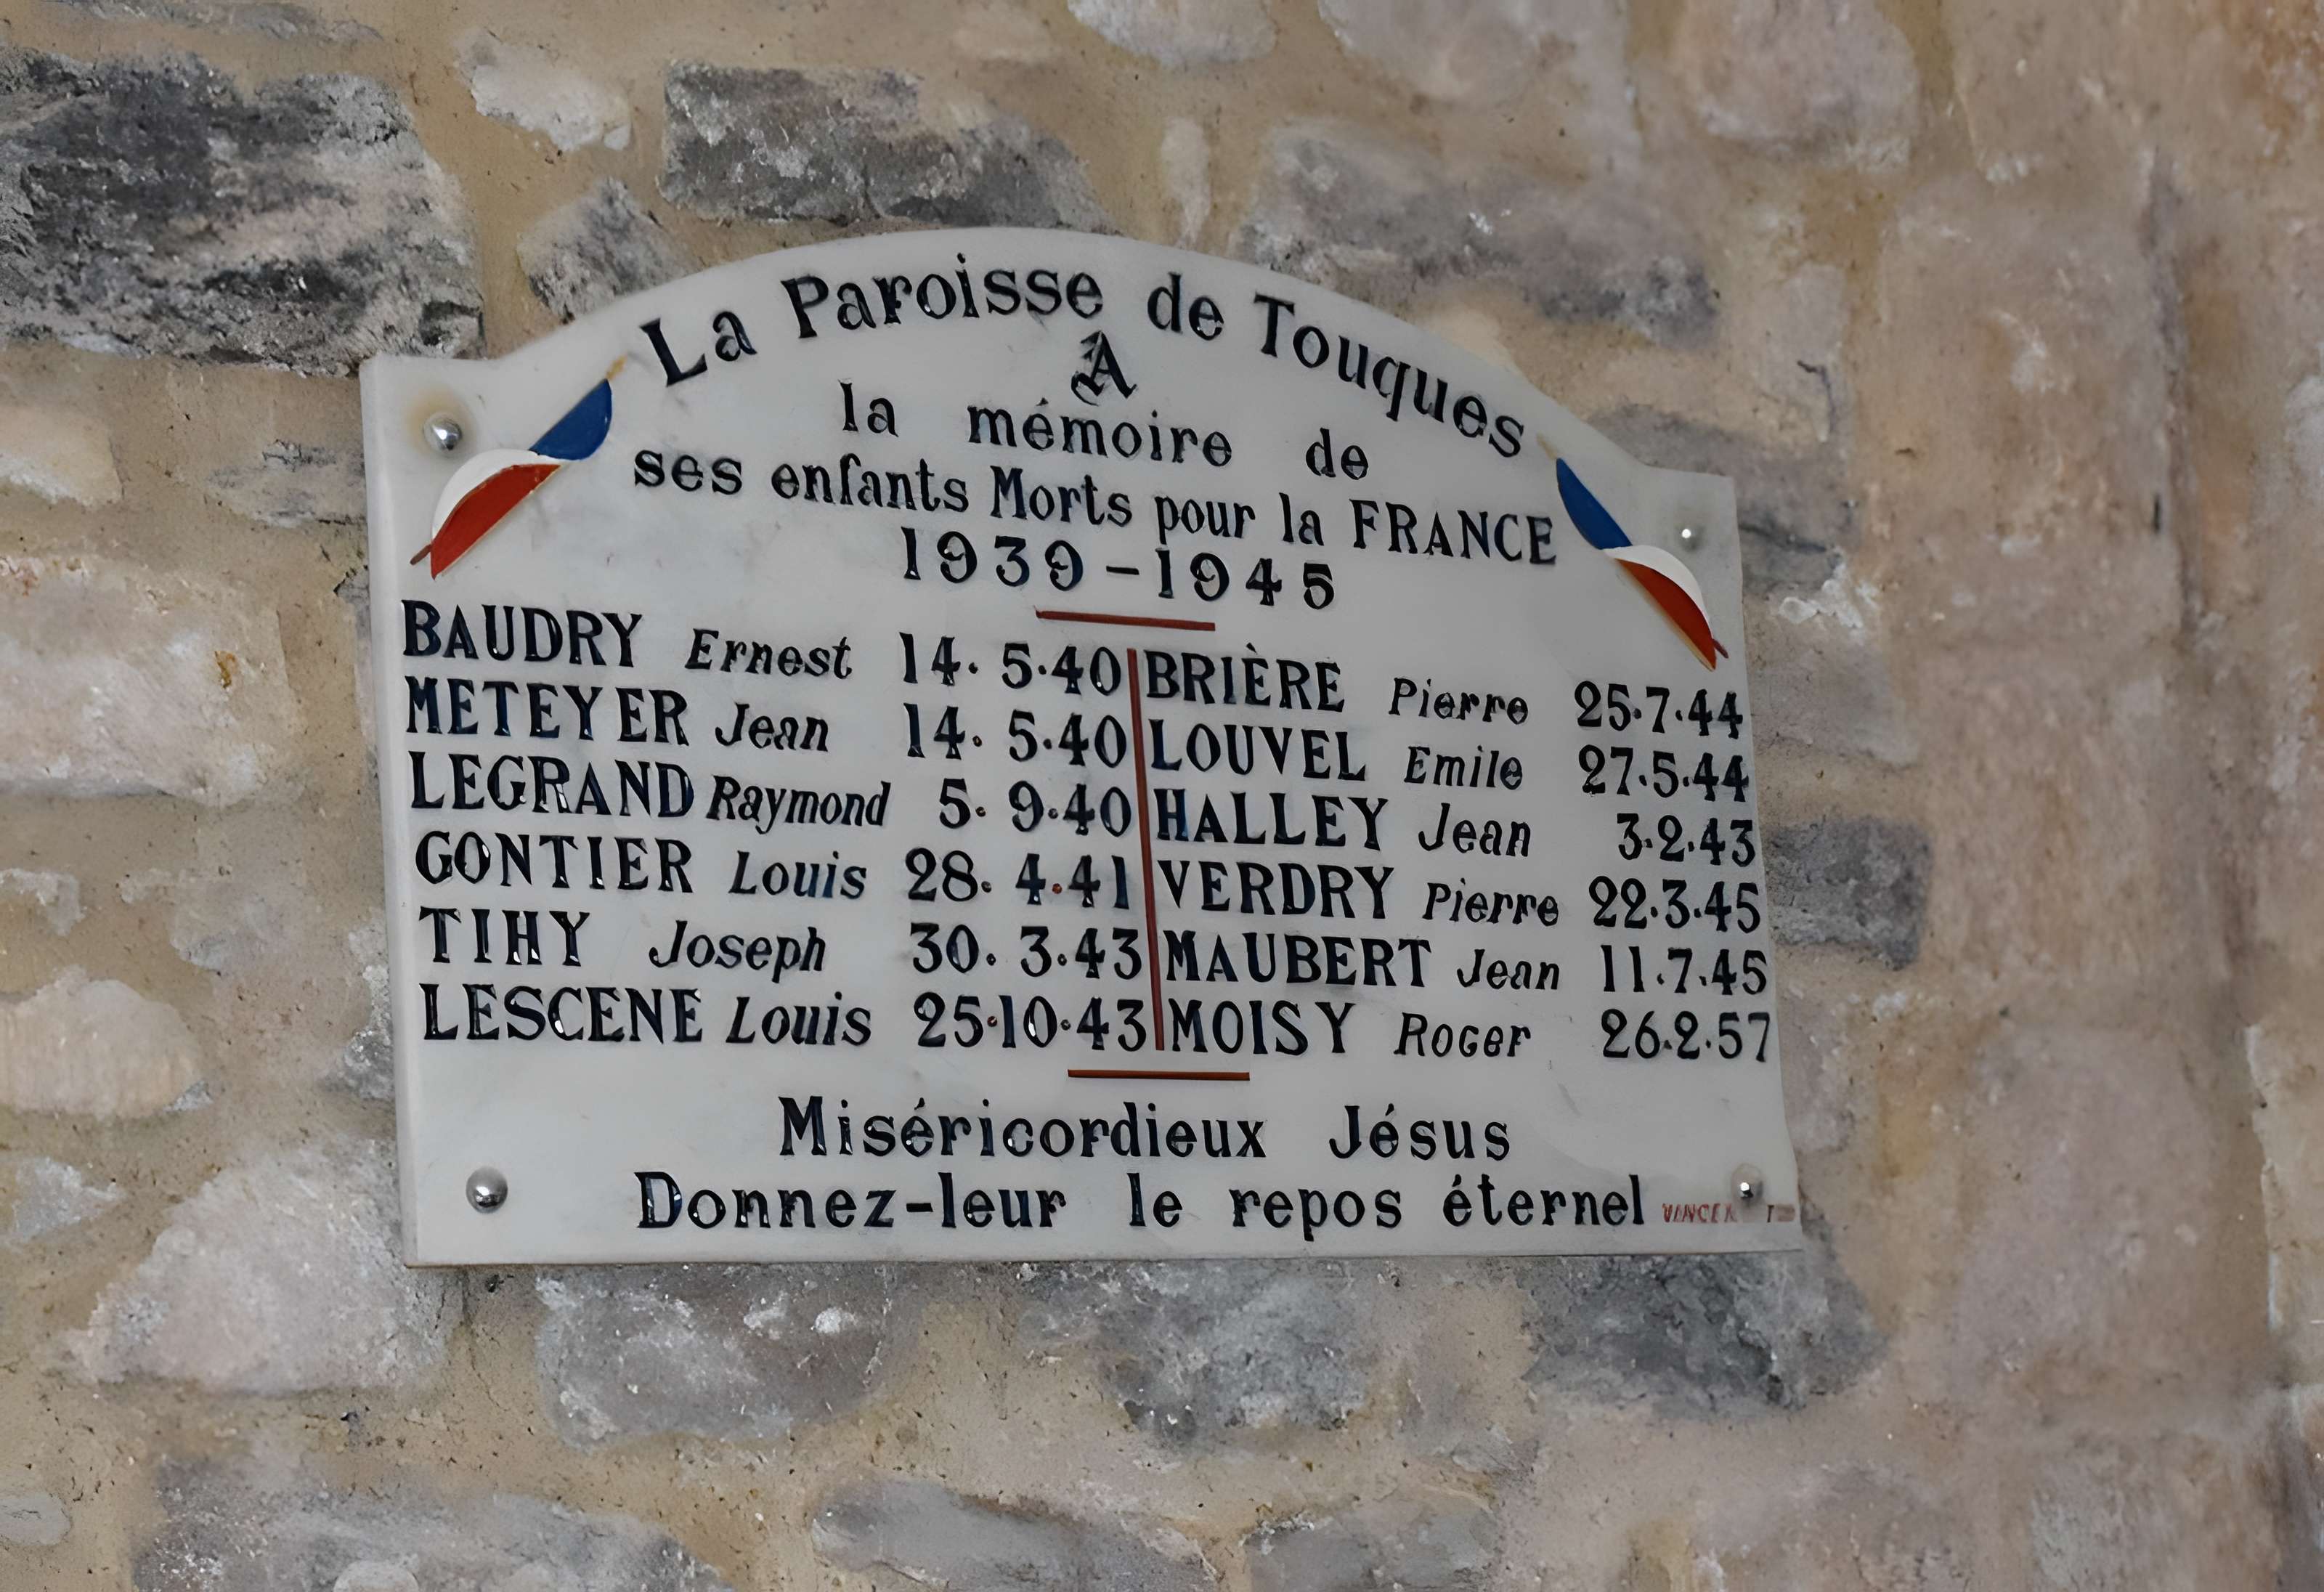 La Paroisse de Touques
A
la mémoire de
ses enfants Morts pour la FRANCE
1939-1945
BAUDRY Ernest 14.5.40
METEYER Jean 14.5.40
LEGRAND Raymond 5.9.40
GONTIER Louis 28.4.41
TIHY Joseph 30.3.43
LESCENE Louis 25.10.43
BRIÈRE Pierre 25.7.44
LOUVEL Emile 27.5.44
HALLEY Jean 3.2.43
VERDRY Pierre 22.3.45
MAUBERT Jean 11.7.45
MOISY Roger 26.2.57
Miséricordieux Jésus
Donnez-leur le repos éternel